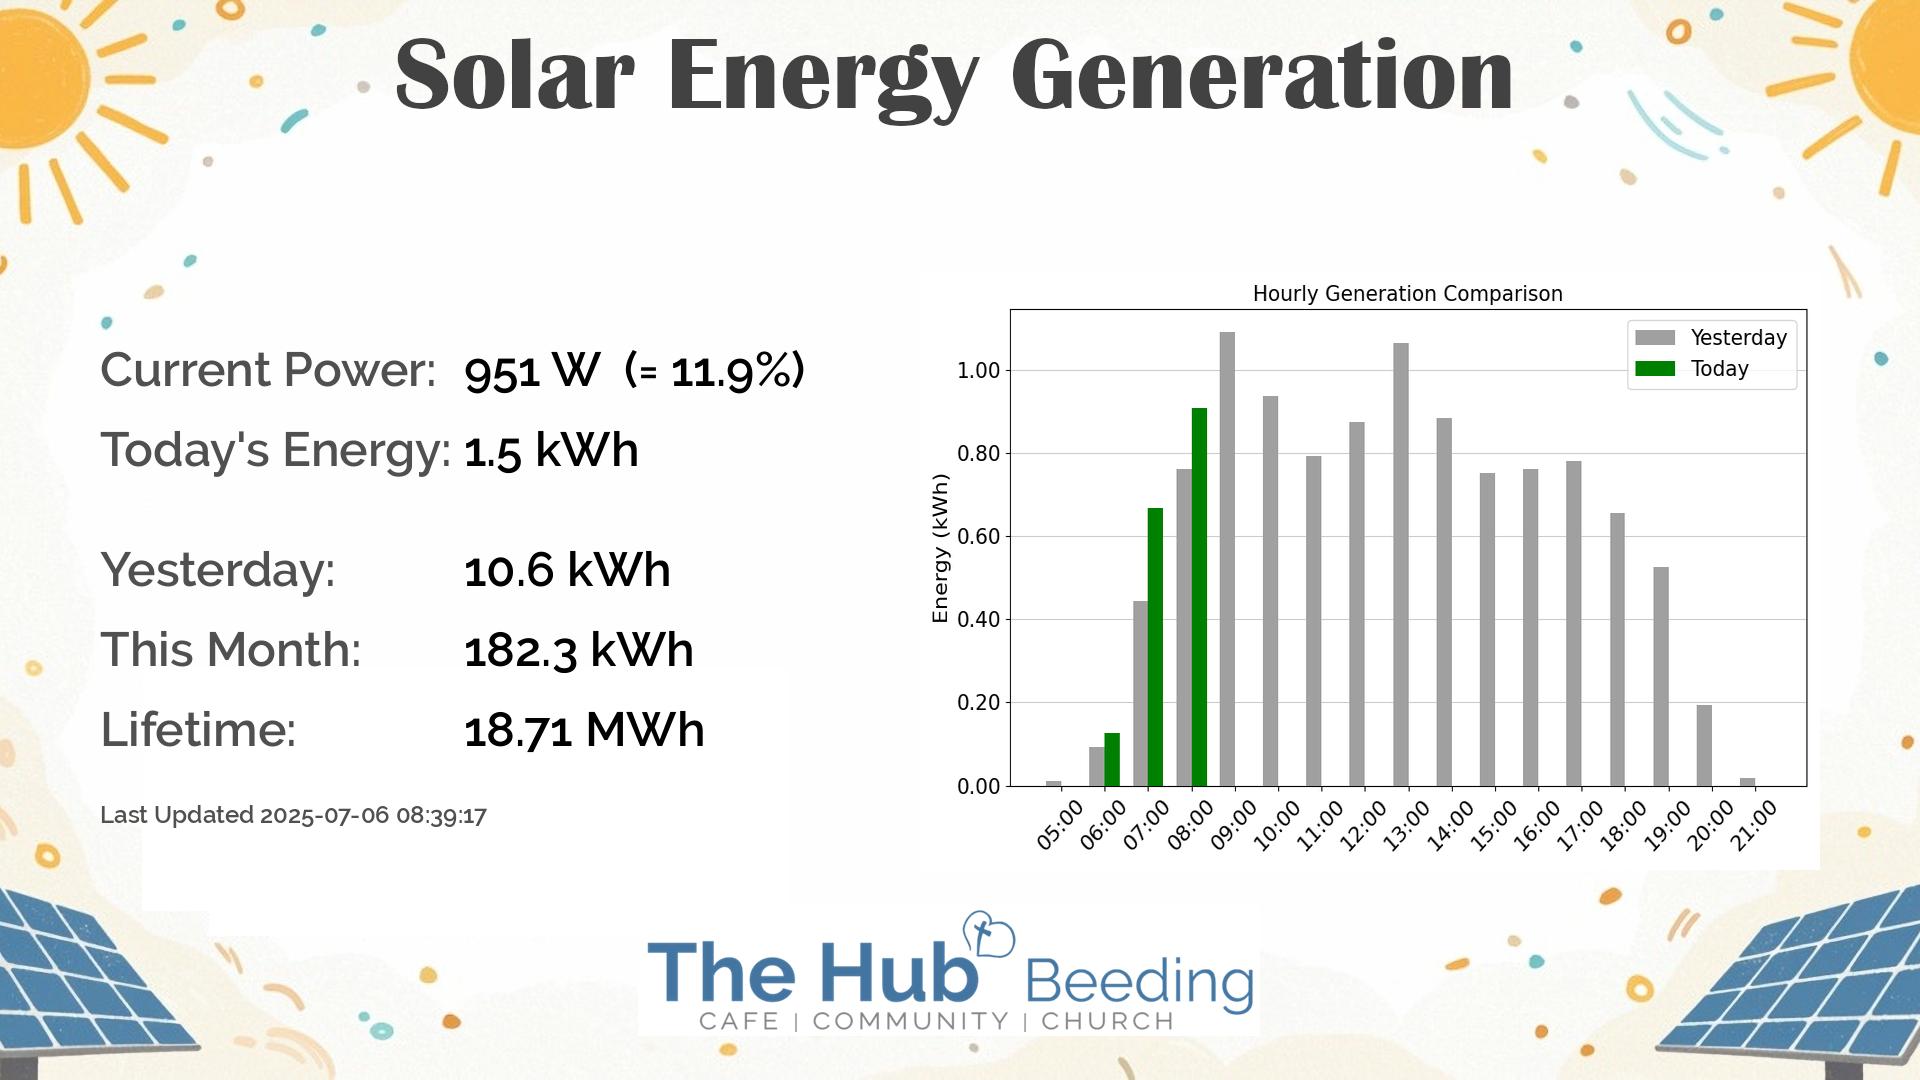 Solar Energy Generation
Current Power: 951 W (= 11.9%)
Today's Energy: 1.5 kWh
Yesterday: 10.6 kWh
This Month: 182.3 kWh
Lifetime: 18.71 MWh
Last Updated 2025-07-06 08:39:17
Hourly Generation Comparison
Yesterday
Today
Energy (kWh)
1.00
0.80
0.60
0.40
0.20
0.00
05:00 06:00 07:00 08:00 09:00 10:00 11:00 12:00 13:00 14:00 15:00 16:00 17:00 18:00 19:00 20:00 21:00
The Hub Beeding
CAFE | COMMUNITY | CHURCH